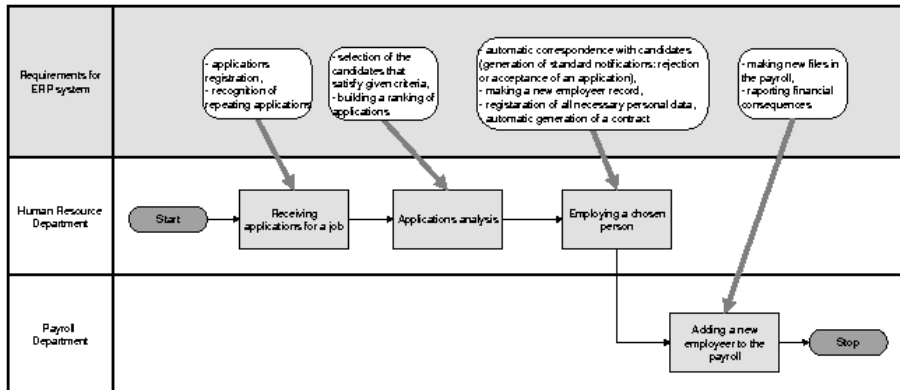 Requirements for
ERP system
- applications
registration,
- recognition of
repeating applications
- selection of the
candidates that
satisfy given criteria,
- building a ranking of
applications
- automatic correspondence with candidates
(generation of standard notifications: rejection
or acceptance of an application),
- making a new employeer record,
- registaration of all necessary personal data,
automatic generation of a contract
- making new files in
the payroll,
- reporting financial
consequences
Human Resource
Department
Start
Receiving
applications for a job
Applications analysis
Employing a chosen
person
Payroll
Department
Adding a new
employeer to the
payroll
Stop